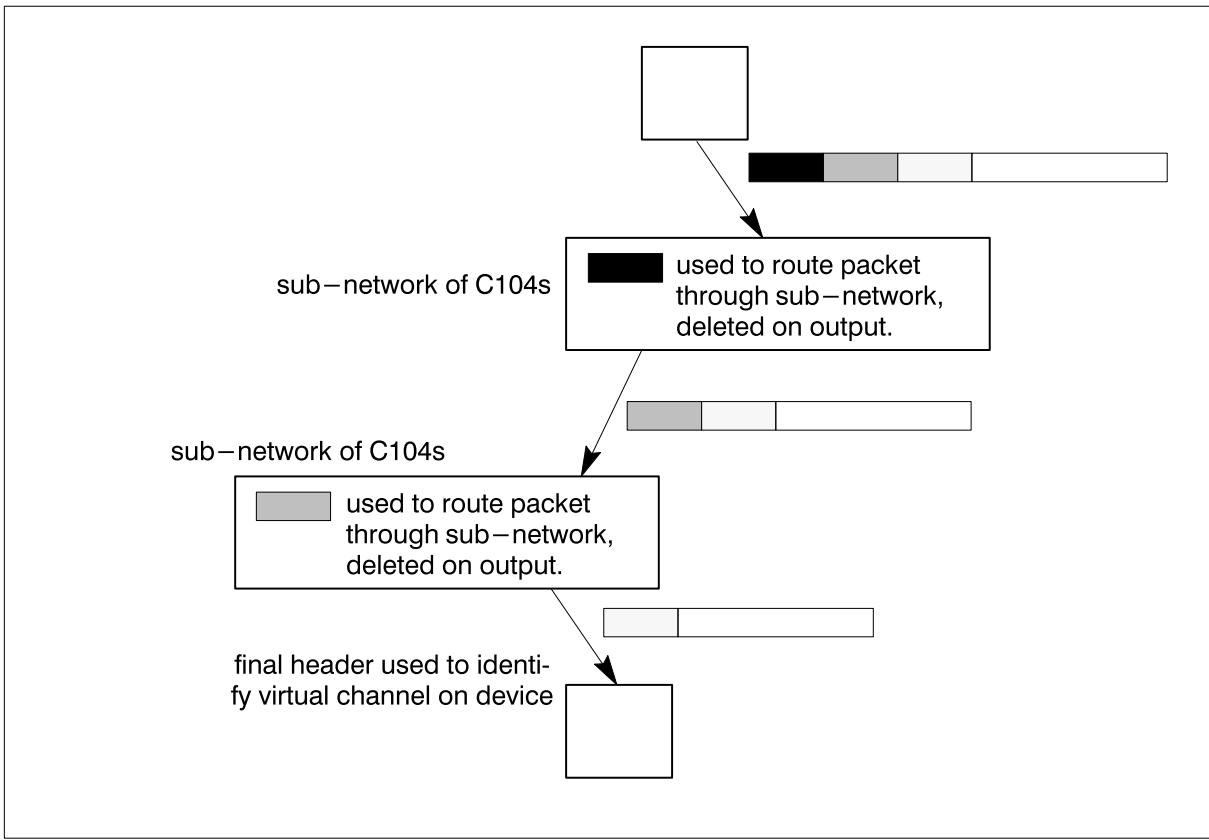 sub−network of C104s
used to route packet
through sub−network,
deleted on output.
sub−network of C104s
used to route packet
through sub−network,
deleted on output.
final header used to identi-
fy virtual channel on device